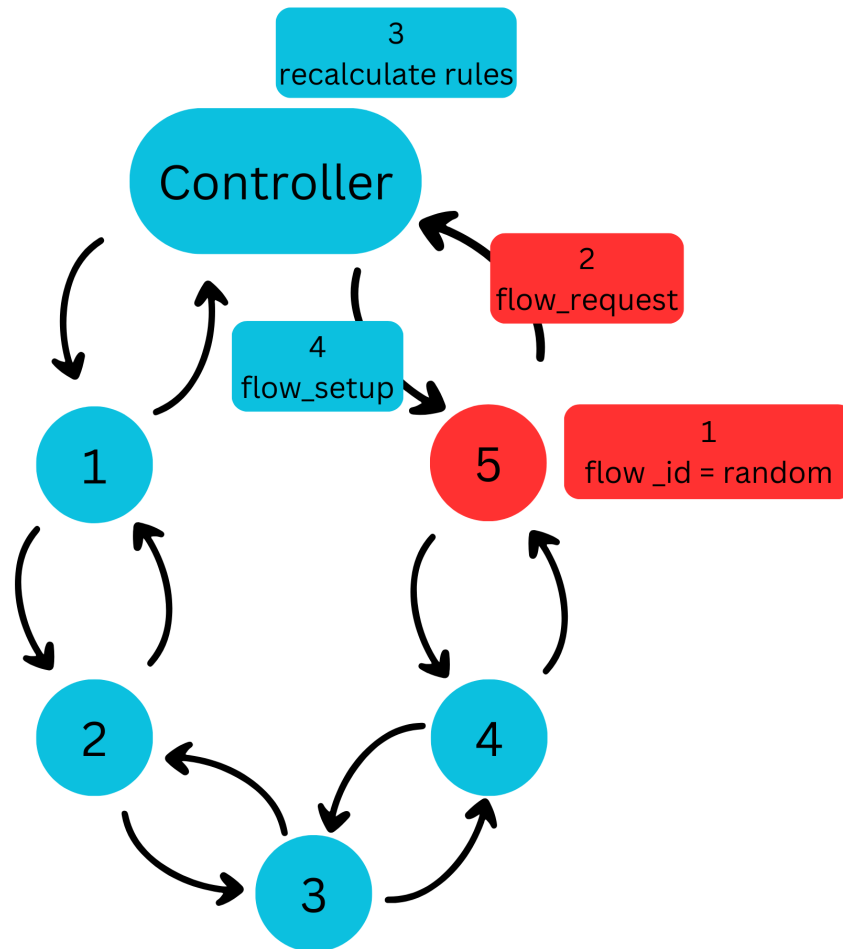 3
recalculate rules
Controller
2
flow_request
4
flow_setup
1
flow _id = random
1
5
2
4
3